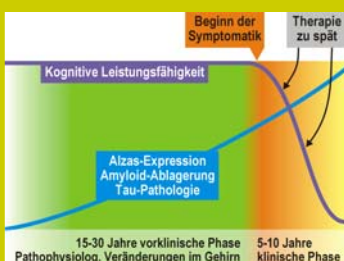 Beginn der
Symptomatik
Therapie
zu spät
Kognitive Leistungsfähigkeit
Alzas-Expression
Amyloid-Ablagerung
Tau-Pathologie
15-30 Jahre vorklinische Phase
Pathophysiolog. Veränderungen im Gehirn
5-10 Jahre
klinische Phase